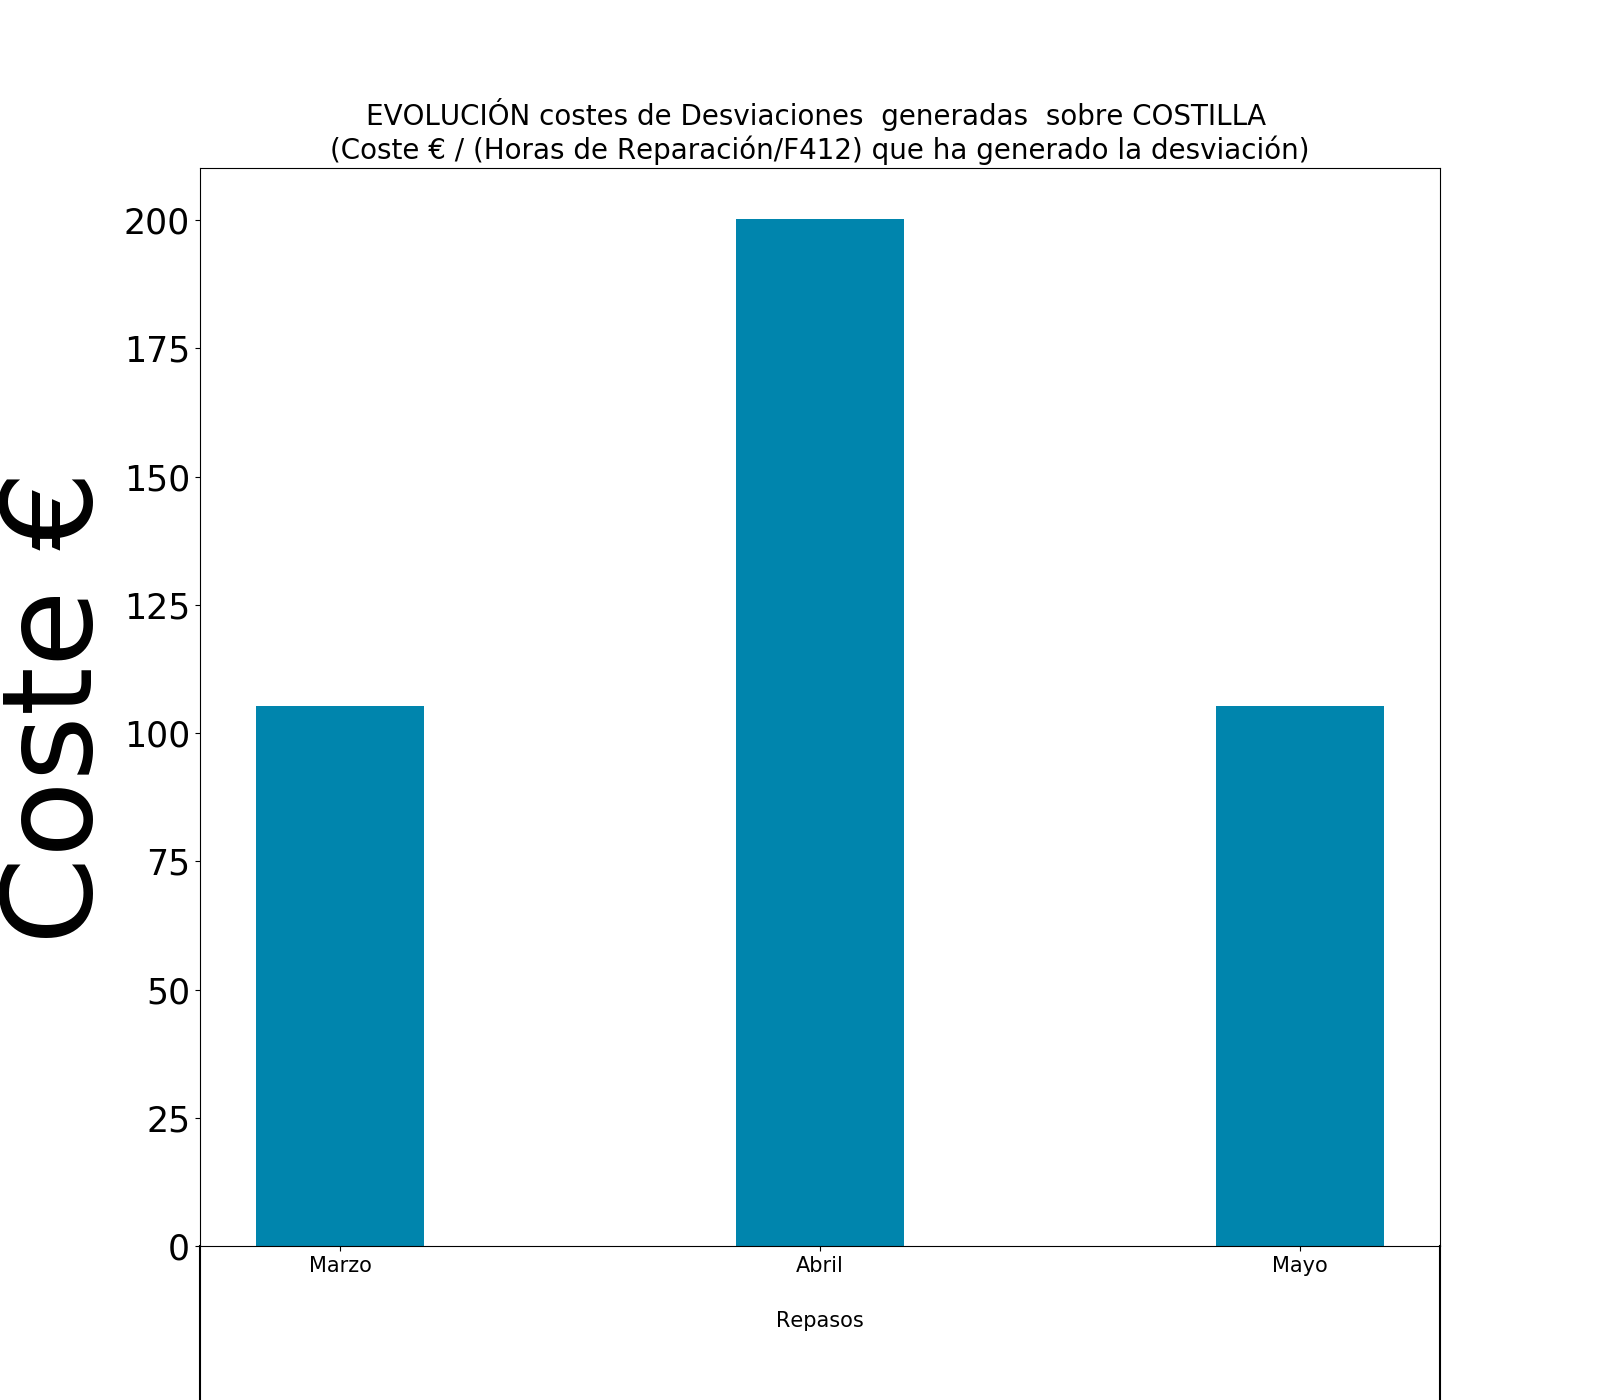 EVOLUCIÓN costes de Desviaciones  generadas  sobre COSTILLA
(Coste € / (Horas de Reparación/F412) que ha generado la desviación)
Coste €
200
175
150
125
100
75
50
25
0
Marzo
Abril
Mayo
Repasos